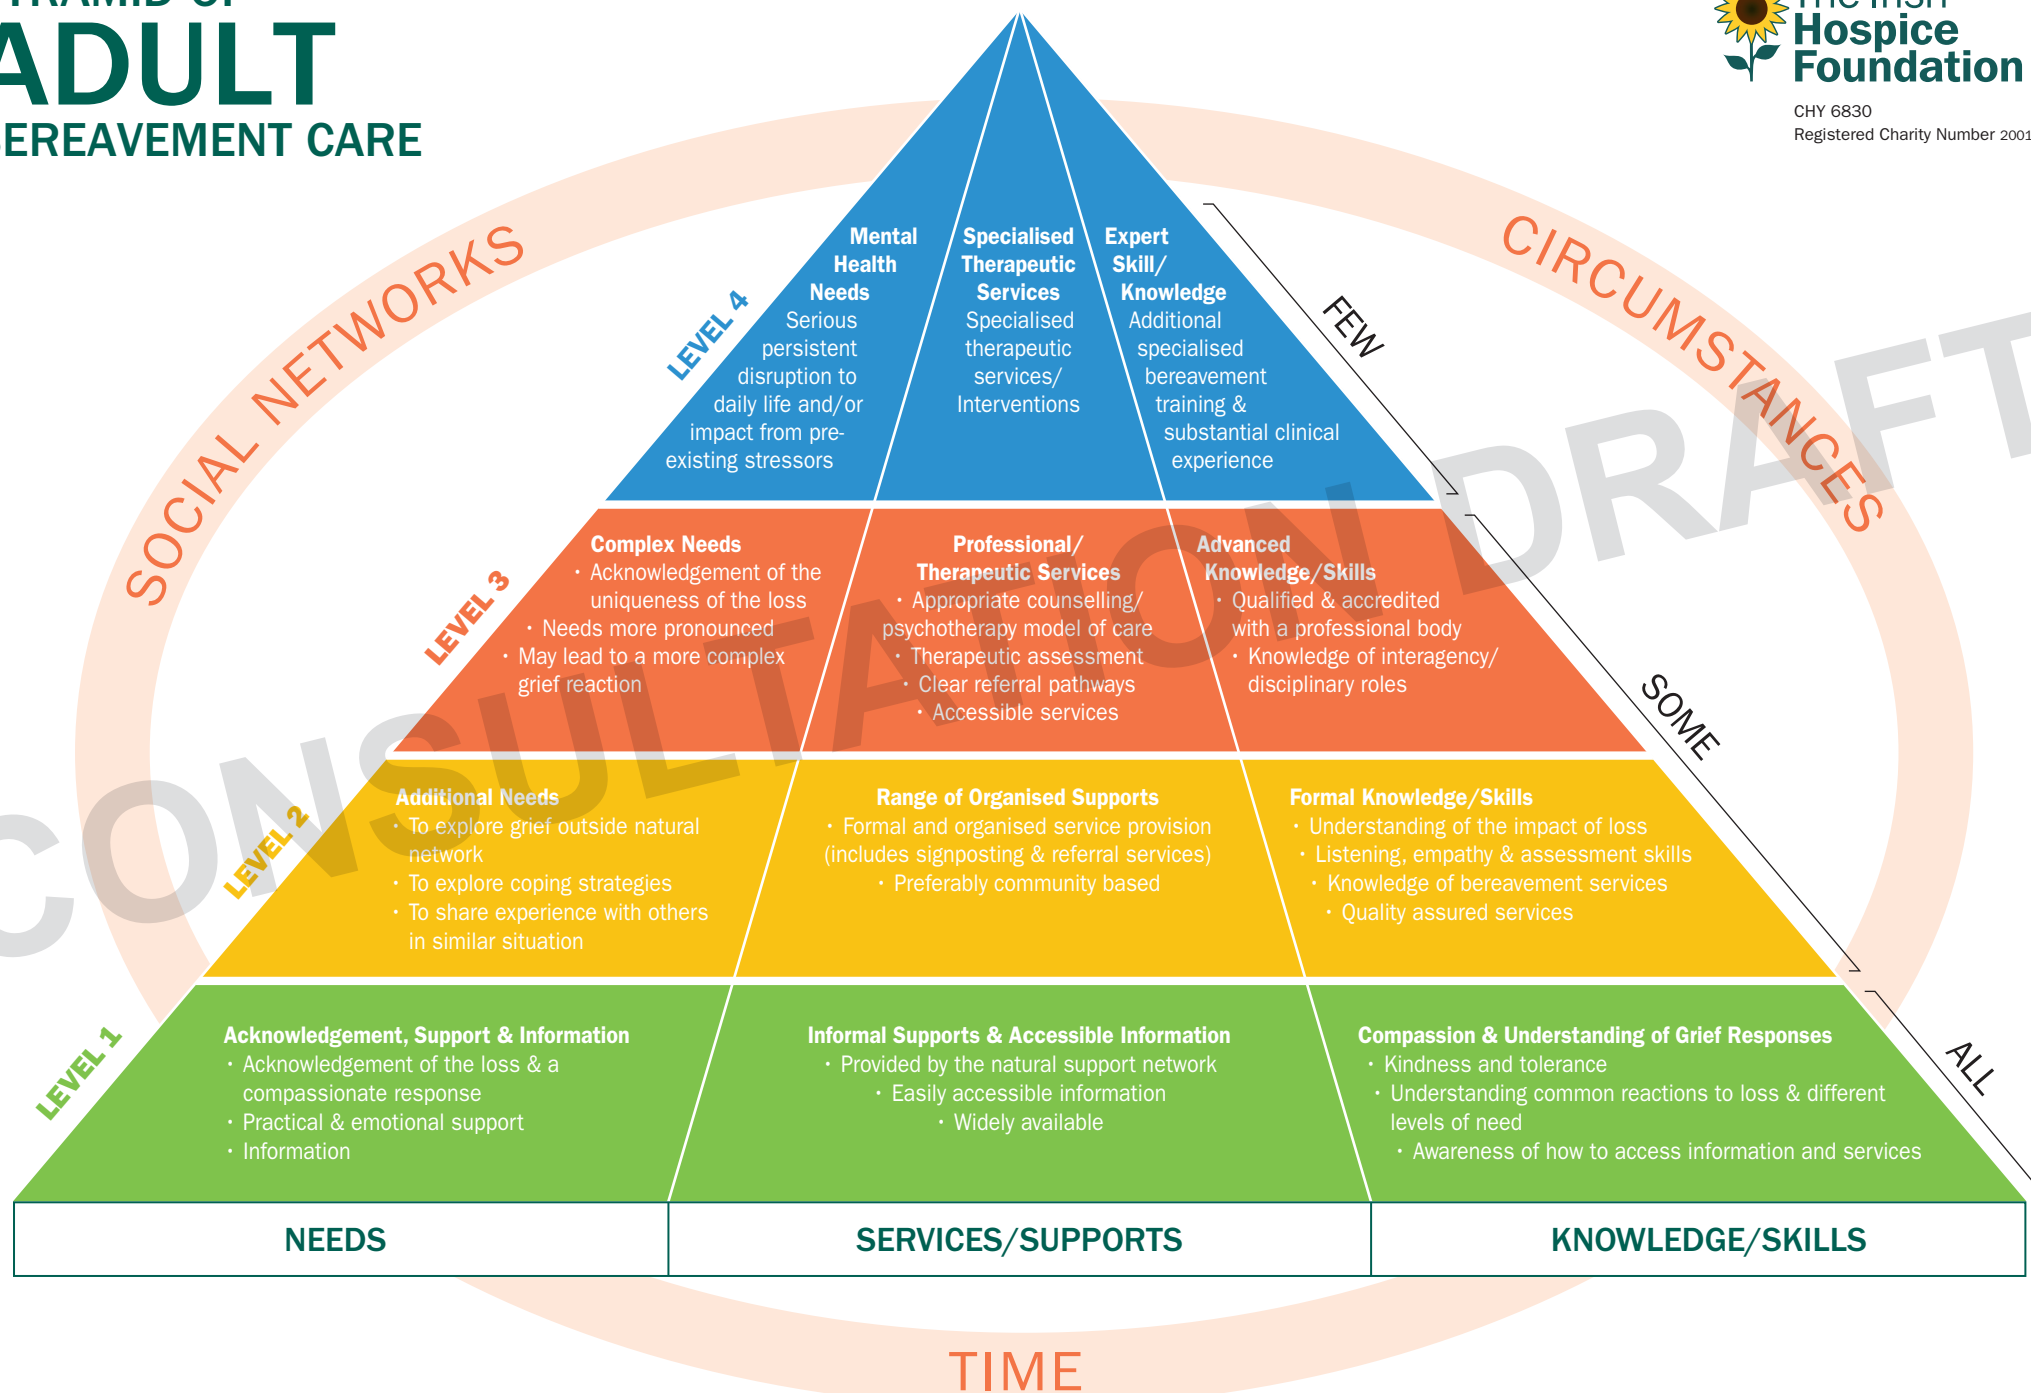 ADULT
BEREAVEMENT CARE
The Irish
Hospice
Foundation
CHY 6830
Registered Charity Number 2001
SOCIAL NETWORKS
CIRCUMSTANCES
TIME
CONSULTATION DRAFT
LEVEL 4
Mental
Health
Needs
Serious
persistent
disruption to
daily life and/or
impact from pre-
existing stressors
Specialised
Therapeutic
Services
Specialised
therapeutic
services/
Interventions
Expert
Skill/
Knowledge
Additional
specialised
bereavement
training &
substantial clinical
experience
FEW
LEVEL 3
Complex Needs
· Acknowledgement of the
uniqueness of the loss
· Needs more pronounced
· May lead to a more complex
grief reaction
Professional/
Therapeutic Services
· Appropriate counselling/
psychotherapy model of care
· Therapeutic assessment
· Clear referral pathways
· Accessible services
Advanced
Knowledge/Skills
· Qualified & accredited
with a professional body
· Knowledge of interagency/
disciplinary roles
SOME
LEVEL 2
Additional Needs
· To explore grief outside natural
network
· To explore coping strategies
· To share experience with others
in similar situation
Range of Organised Supports
· Formal and organised service provision
(includes signposting & referral services)
· Preferably community based
Formal Knowledge/Skills
· Understanding of the impact of loss
· Listening, empathy & assessment skills
· Knowledge of bereavement services
· Quality assured services
LEVEL 1
Acknowledgement, Support & Information
· Acknowledgement of the loss & a
compassionate response
· Practical & emotional support
· Information
Informal Supports & Accessible Information
· Provided by the natural support network
· Easily accessible information
· Widely available
Compassion & Understanding of Grief Responses
· Kindness and tolerance
· Understanding common reactions to loss & different
levels of need
· Awareness of how to access information and services
ALL
NEEDS
SERVICES/SUPPORTS
KNOWLEDGE/SKILLS